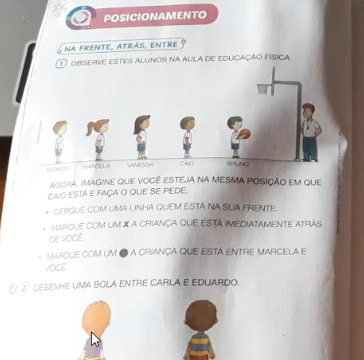 POSICIONAMENTO
NA FRENTE, ATRÁS, ENTRE
1 OBSERVE ESTES ALUNOS NA AULA DE EDUCAÇÃO FÍSICA.
RICARDO MARCELA VANESSA CAIO BRUNO
AGORA, IMAGINE QUE VOCÊ ESTEJA NA MESMA POSIÇÃO EM QUE
CAIO ESTÁ E FAÇA O QUE SE PEDE.
• CERQUE COM UMA LINHA QUEM ESTÁ NA SUA FRENTE.
• MARQUE COM UM X A CRIANÇA QUE ESTÁ IMEDIATAMENTE ATRÁS
DE VOCÊ.
• MARQUE COM UM ● A CRIANÇA QUE ESTÁ ENTRE MARCELA E
VOCÊ.
2 DESENHE UMA BOLA ENTRE CARLA E EDUARDO.